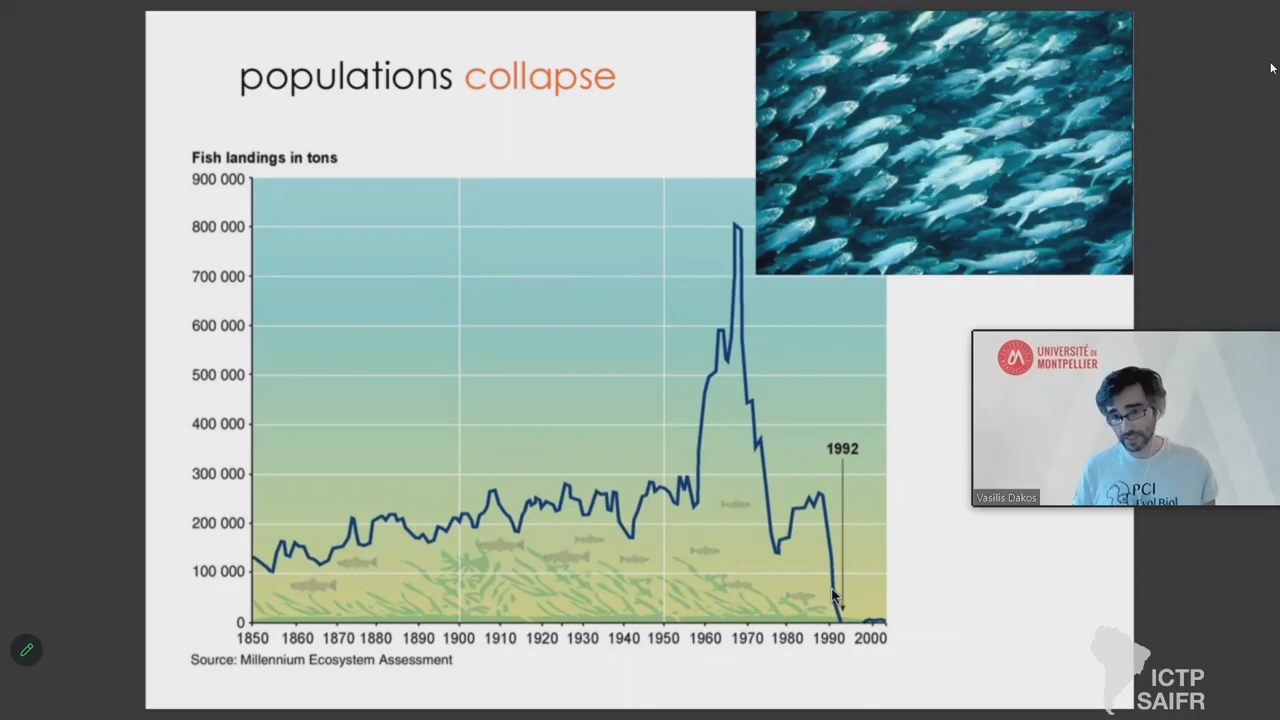 populations collapse
Fish landings in tons
900 000
800 000
700 000
600 000
500 000
400 000
300 000
200 000
100 000
0
1992
1850 1860 1870 1880 1890 1900 1910 1920 1930 1940 1950 1960 1970 1980 1990 2000
Source: Millennium Ecosystem Assessment
UNIVERSITÉ DE
MONTPELLIER
PCI
Evol Biol
Vasilis Dakos
ICTP
SAIFR